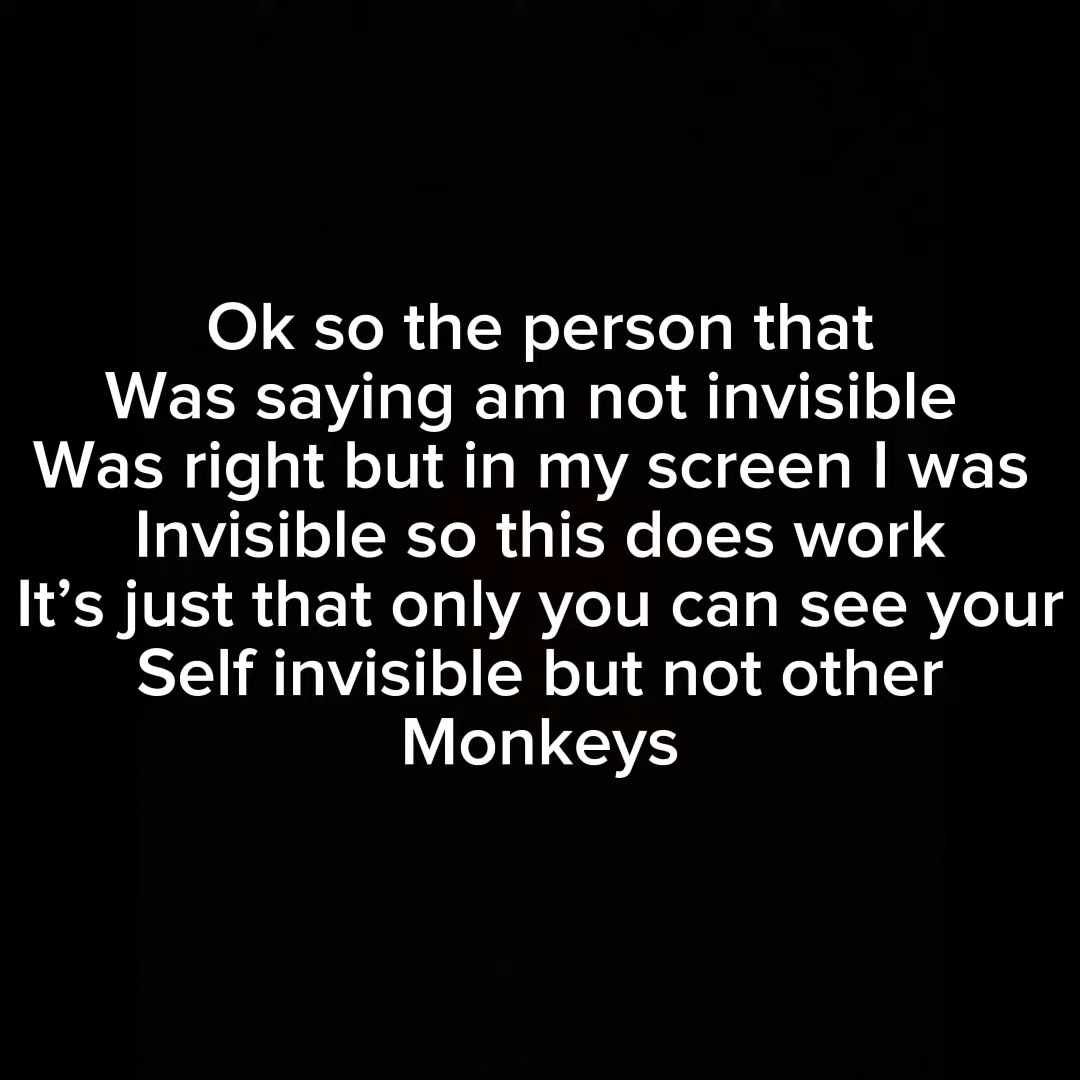 Ok so the person that
Was saying am not invisible
Was right but in my screen I was
Invisible so this does work
It’s just that only you can see your
Self invisible but not other
Monkeys